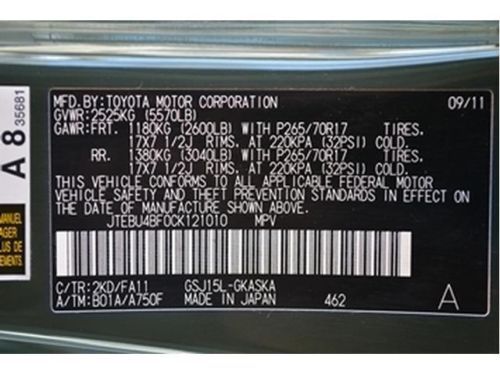 MFD.BY:TOYOTA MOTOR CORPORATION 09/11
GVWR:2525KG (5570LB)
GAWR:FRT. 1180KG (2600LB) WITH P265/70R17 TIRES.
17X7 1/2J RIMS. AT 220KPA (32PSI) COLD.
RR. 1380KG (3040LB) WITH P265/70R17 TIRES.
17X7 1/2J RIMS. AT 220KPA (32PSI) COLD.
THIS VEHICLE CONFORMS TO ALL APPLICABLE FEDERAL MOTOR
VEHICLE SAFETY AND THEFT PREVENTION STANDARDS IN EFFECT
ON THE DATE OF MANUFACTURE SHOWN ABOVE.
JTEBU4BF0CK121010 MPV
C/TR:2KD/FA11 GSJ15L-GKASKA
A/TM:B01A/A750F MADE IN JAPAN 462 A
A 8 35681
MANUEL
PLUS DE